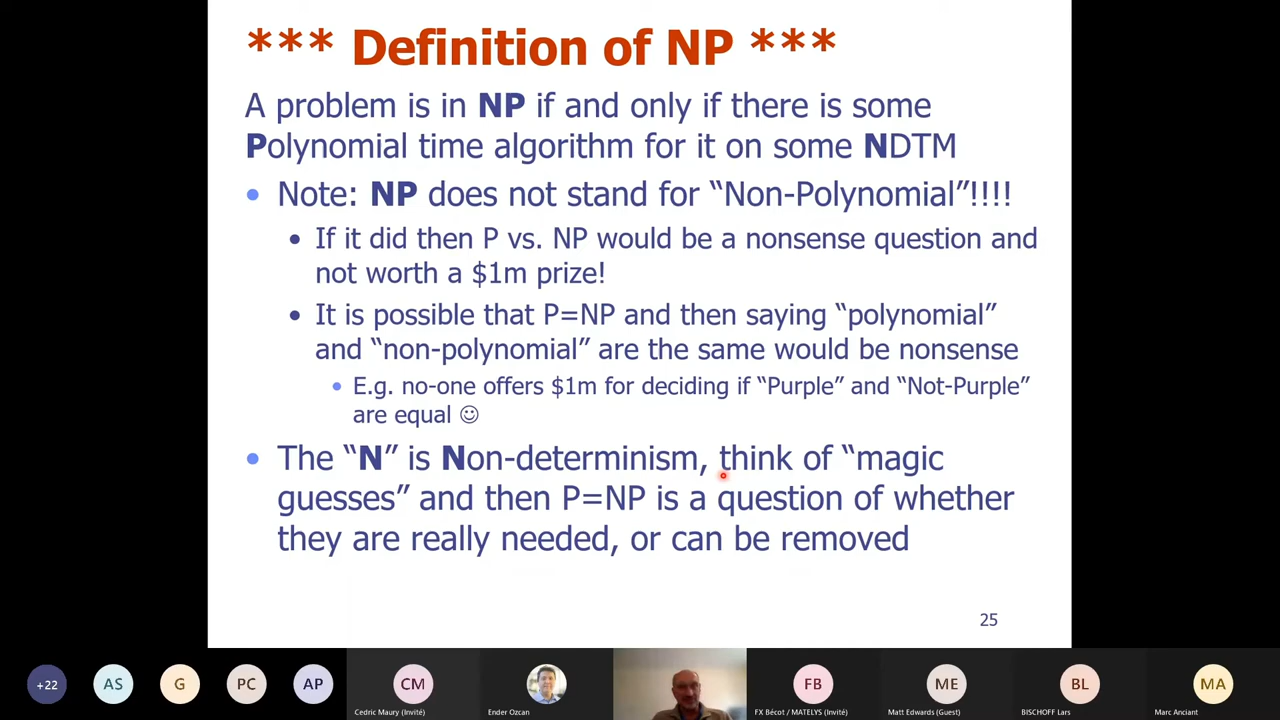 *** Definition of NP ***
A problem is in NP if and only if there is some
Polynomial time algorithm for it on some NDTM
• Note: NP does not stand for “Non-Polynomial”!!!!
• If it did then P vs. NP would be a nonsense question and
not worth a $1m prize!
• It is possible that P=NP and then saying “polynomial”
and “non-polynomial” are the same would be nonsense
• E.g. no-one offers $1m for deciding if “Purple” and “Not-Purple”
are equal ☺
• The “N” is Non-determinism, think of “magic
guesses” and then P=NP is a question of whether
they are really needed, or can be removed
25
+22 AS G PC AP CM FB ME BL MA
Cedric Maury (Invité) Ender Ozcan FX Bécot / MATELYS (Invité) Matt Edwards (Guest) BISCHOFF Lars Marc Anciant